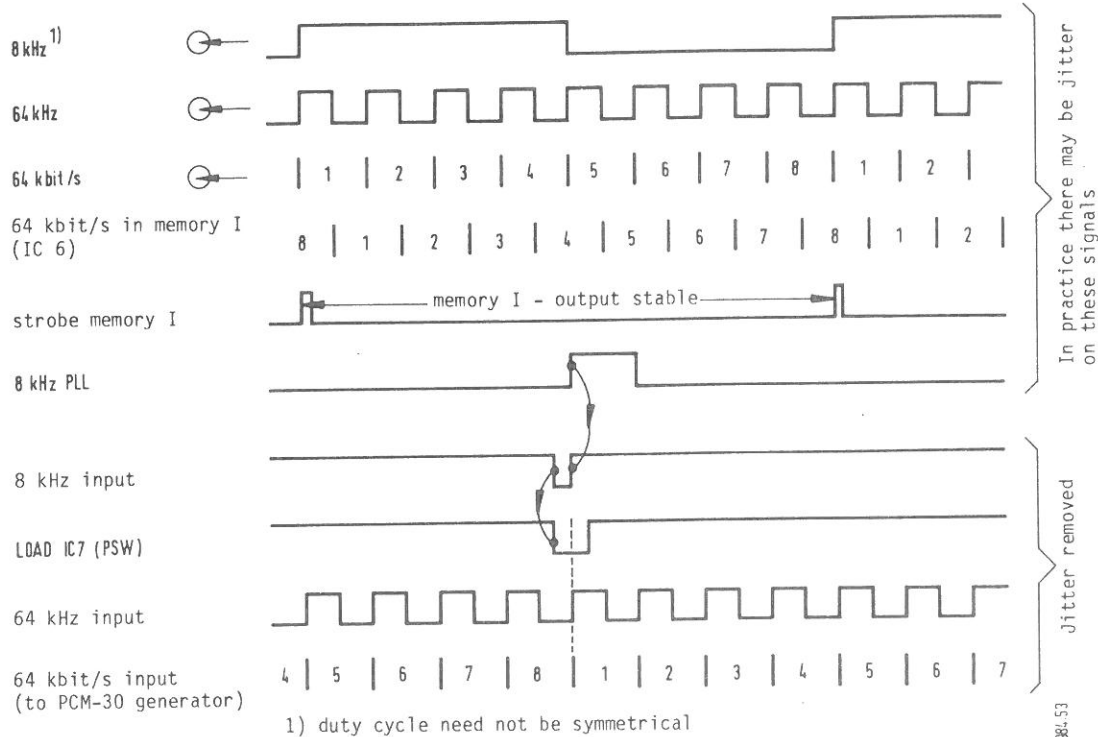 8 kHz 1)
64 kHz
64 kbit/s
1 2 3 4 5 6 7 8 1 2
64 kbit/s in memory I
(IC 6)
8 1 2 3 4 5 6 7 8 1 2
strobe memory I
memory I - output stable
8 kHz PLL
In practice there may be jitter
on these signals
8 kHz input
LOAD IC7 (PSW)
64 kHz input
64 kbit/s input
(to PCM-30 generator)
4 5 6 7 8 1 2 3 4 5 6 7
Jitter removed
1) duty cycle need not be symmetrical